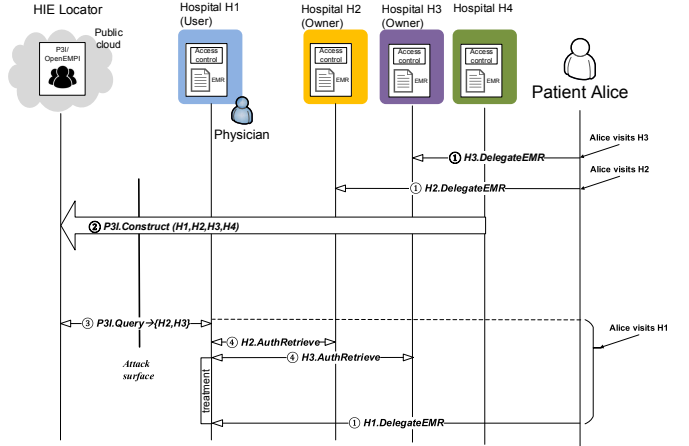 HIE Locator
Hospital H1
(User)
Hospital H2
(Owner)
Hospital H3
(Owner)
Hospital H4
Public
cloud
P3I/
OpenEMPI
Access
control
EMR
Access
control
EMR
Access
control
EMR
Access
control
EMR
Physician
Patient Alice
Alice visits H3
① H3.DelegateEMR
Alice visits H2
① H2.DelegateEMR
② P3I.Construct (H1,H2,H3,H4)
③ P3I.Query→{H2,H3}
Alice visits H1
④ H2.AuthRetrieve
④ H3.AuthRetrieve
Attack
surface
treatment
① H1.DelegateEMR